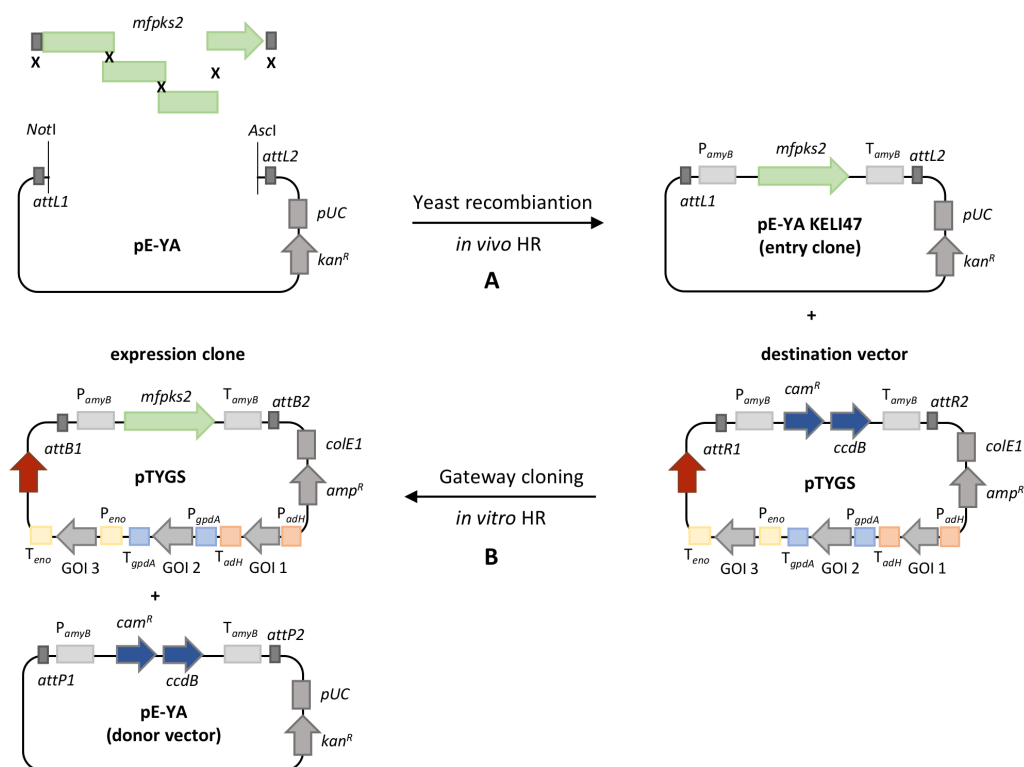 mfpks2
X
X
X
X
X
NotI
AscI
attL2
attL1
pUC
pE-YA
kanR
Yeast recombiantion
in vivo HR
A
PamyB
mfpks2
TamyB
attL2
attL1
pUC
pE-YA KELI47
(entry clone)
kanR
+
expression clone
PamyB
mfpks2
TamyB
attB2
attB1
colE1
pTYGS
ampR
Peno
PgpdA
PadH
Teno
GOI 3
TgpdA
GOI 2
TadH
GOI 1
Gateway cloning
in vitro HR
B
destination vector
PamyB
camR
TamyB
attR2
attR1
ccdB
colE1
pTYGS
ampR
Peno
PgpdA
PadH
Teno
GOI 3
TgpdA
GOI 2
TadH
GOI 1
+
PamyB
camR
TamyB
attP2
attP1
ccdB
pUC
pE-YA
(donor vector)
kanR